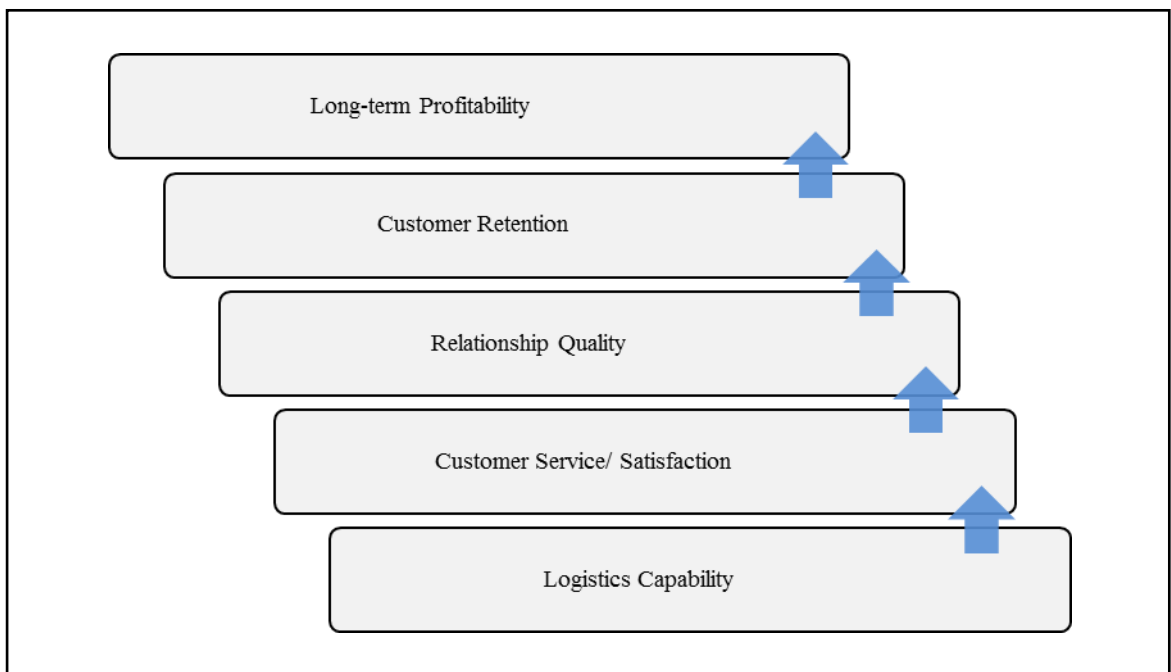 Long-term Profitability
Customer Retention
Relationship Quality
Customer Service/ Satisfaction
Logistics Capability